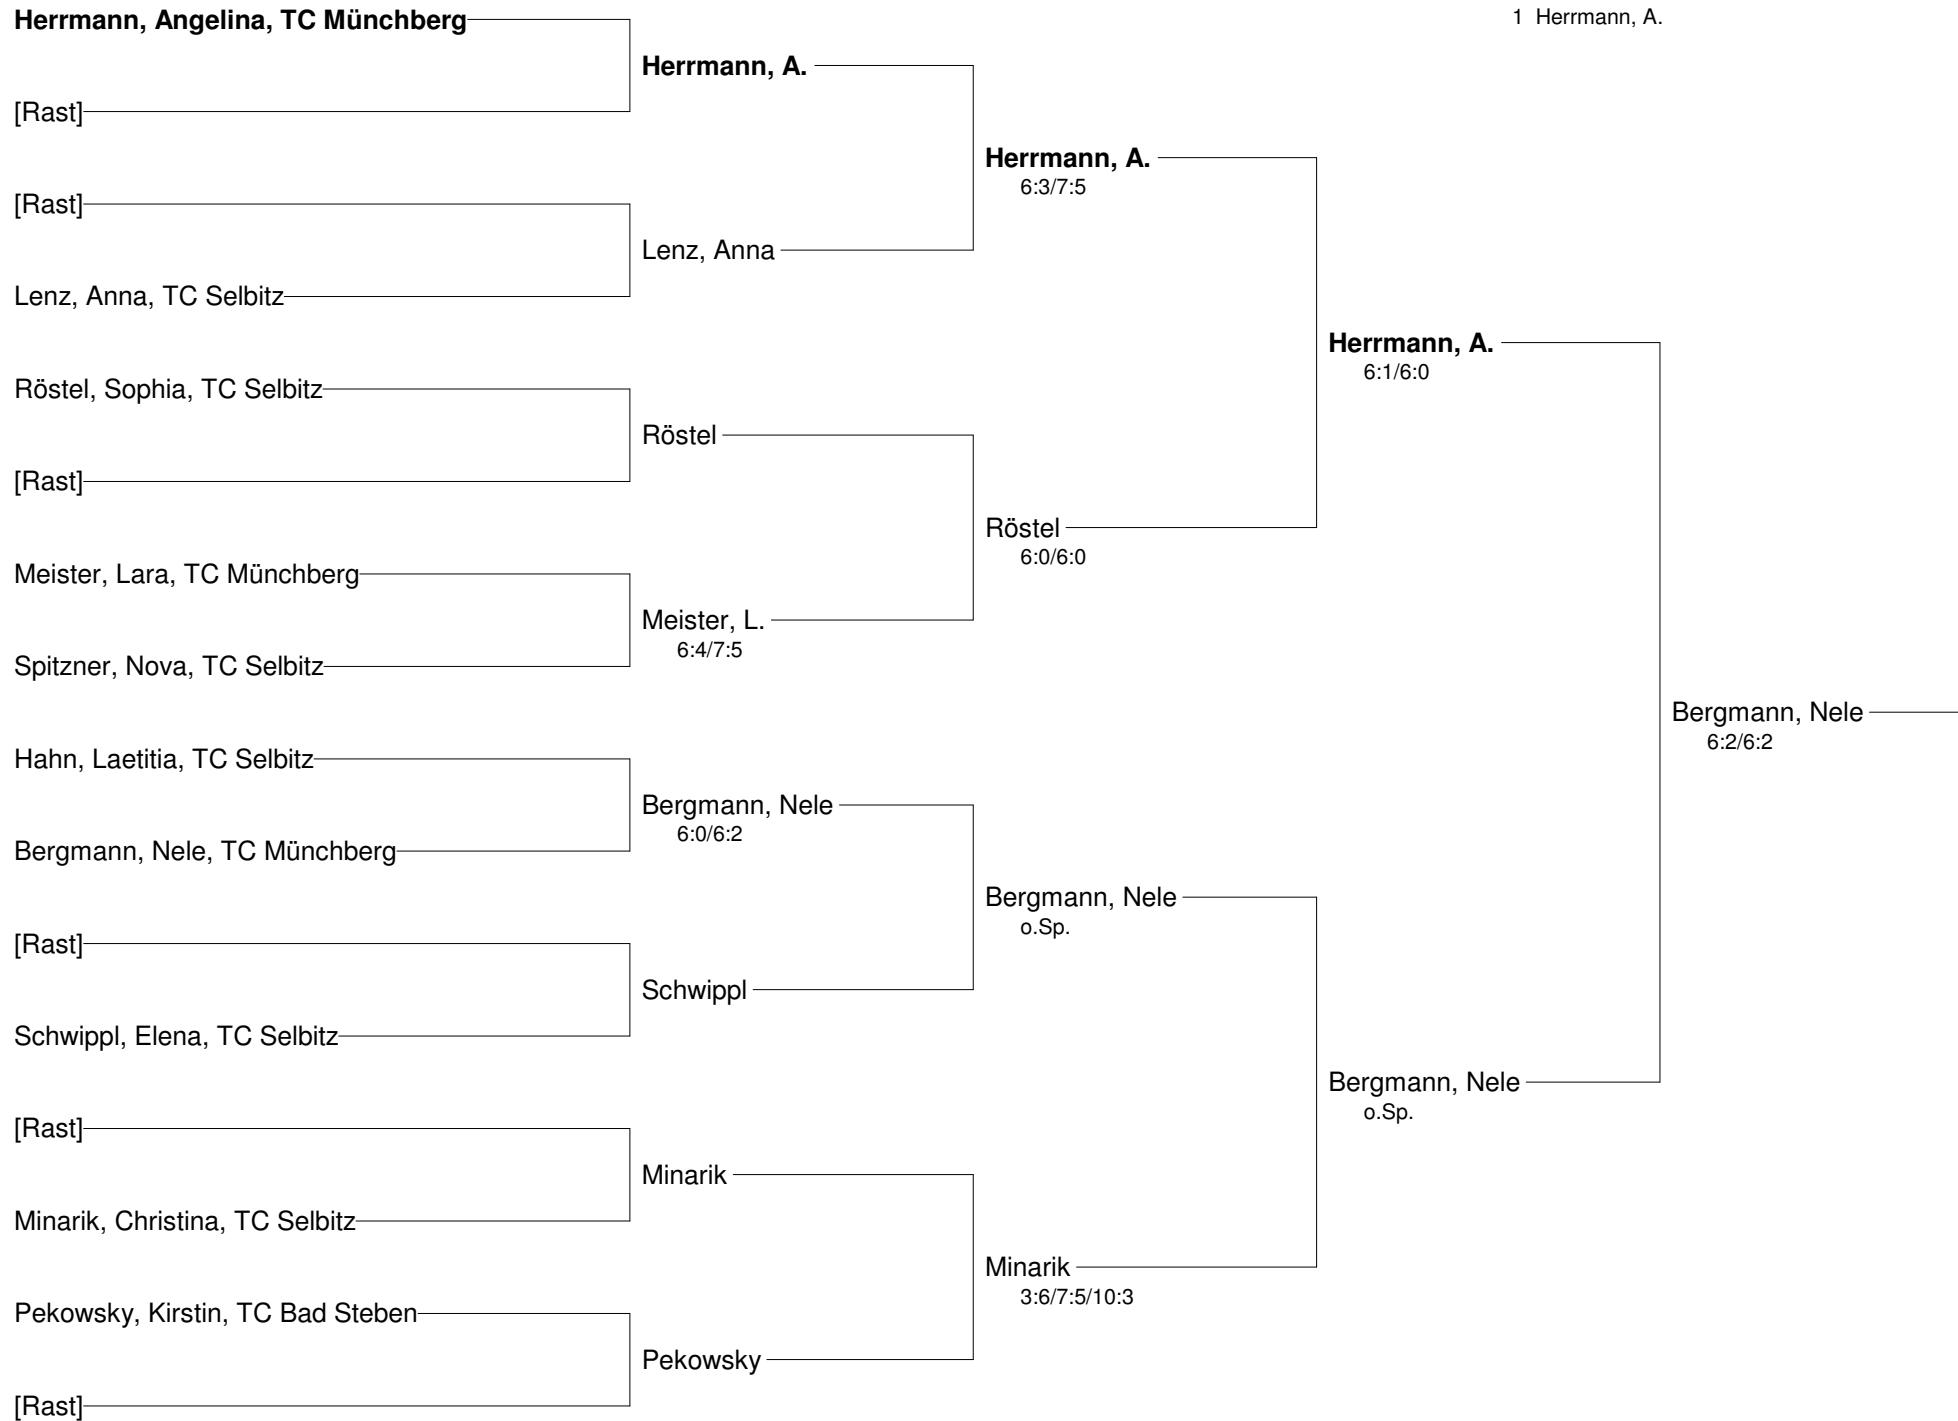 Herrmann, Angelina, TC Münchberg
[Rast]
[Rast]
Lenz, Anna, TC Selbitz
Röstel, Sophia, TC Selbitz
[Rast]
Meister, Lara, TC Münchberg
Spitzner, Nova, TC Selbitz
Hahn, Laetitia, TC Selbitz
Bergmann, Nele, TC Münchberg
[Rast]
Schwippl, Elena, TC Selbitz
[Rast]
Minarik, Christina, TC Selbitz
Pekowsky, Kirstin, TC Bad Steben
[Rast]
Herrmann, A.
Lenz, Anna
Röstel
Meister, L.
6:4/7:5
Bergmann, Nele
6:0/6:2
Schwippl
Minarik
Pekowsky
Herrmann, A.
6:3/7:5
Röstel
6:0/6:0
Bergmann, Nele
o.Sp.
Minarik
3:6/7:5/10:3
Herrmann, A.
6:1/6:0
Bergmann, Nele
o.Sp.
Bergmann, Nele
6:2/6:2
1 Herrmann, A.